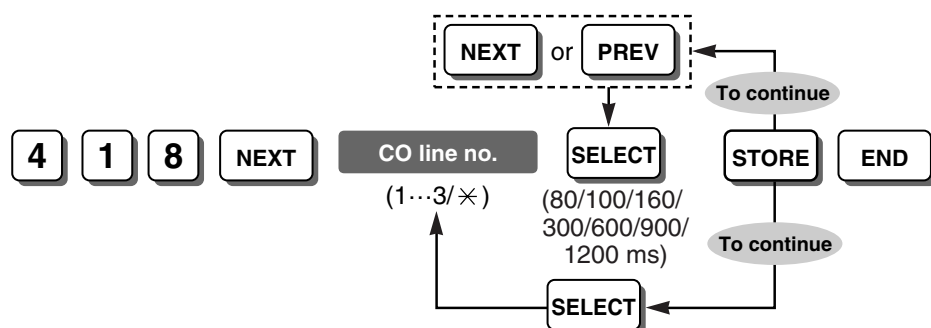 NEXT or PREV
To continue
4 1 8 NEXT CO line no. SELECT STORE END
(1···3/✳)
(80/100/160/
300/600/900/
1200 ms)
To continue
SELECT